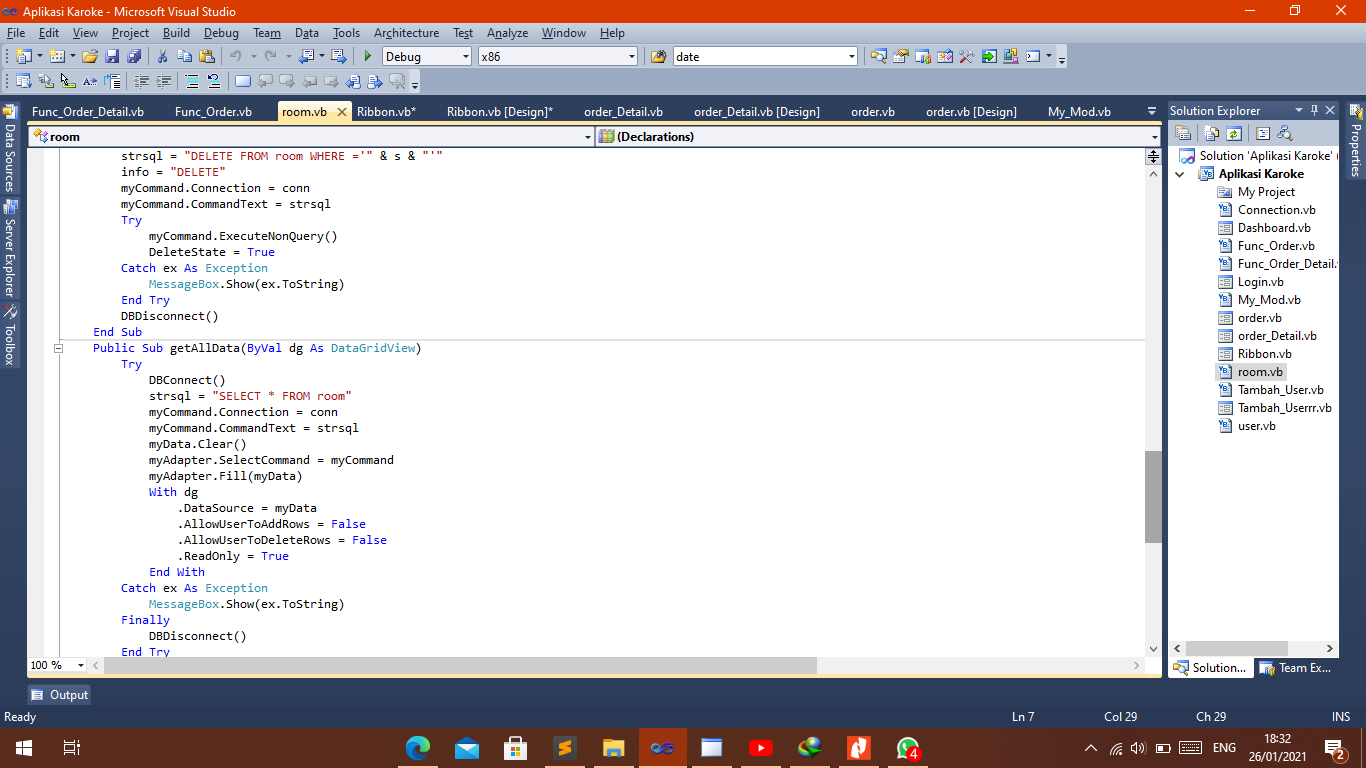 Aplikasi Karoke - Microsoft Visual Studio
File Edit View Project Build Debug Team Data Tools Architecture Test Analyze Window Help
Debug x86 date
Func_Order_Detail.vb Func_Order.vb room.vb Ribbon.vb* Ribbon.vb [Design]* order_Detail.vb order_Detail.vb [Design] order.vb order.vb [Design] My_Mod.vb
room (Declarations)
strsql = "DELETE FROM room WHERE ='" & s & "'"
info = "DELETE"
myCommand.Connection = conn
myCommand.CommandText = strsql
Try
myCommand.ExecuteNonQuery()
DeleteState = True
Catch ex As Exception
MessageBox.Show(ex.ToString)
End Try
DBDisconnect()
End Sub
Public Sub getAllData(ByVal dg As DataGridView)
Try
DBConnect()
strsql = "SELECT * FROM room"
myCommand.Connection = conn
myCommand.CommandText = strsql
myData.Clear()
myAdapter.SelectCommand = myCommand
myAdapter.Fill(myData)
With dg
.DataSource = myData
.AllowUserToAddRows = False
.AllowUserToDeleteRows = False
.ReadOnly = True
End With
Catch ex As Exception
MessageBox.Show(ex.ToString)
Finally
DBDisconnect()
End Try
100 %
Data Sources
Server Explorer
Toolbox
Solution Explorer
Solution 'Aplikasi Karoke' (
Aplikasi Karoke
My Project
Connection.vb
Dashboard.vb
Func_Order.vb
Func_Order_Detail.
Login.vb
My_Mod.vb
order.vb
order_Detail.vb
Ribbon.vb
room.vb
Tambah_User.vb
Tambah_Userrr.vb
user.vb
Solution... Team Ex...
Properties
Output
Ready Ln 7 Col 29 Ch 29 INS
4 ENG 18:32
26/01/2021 2